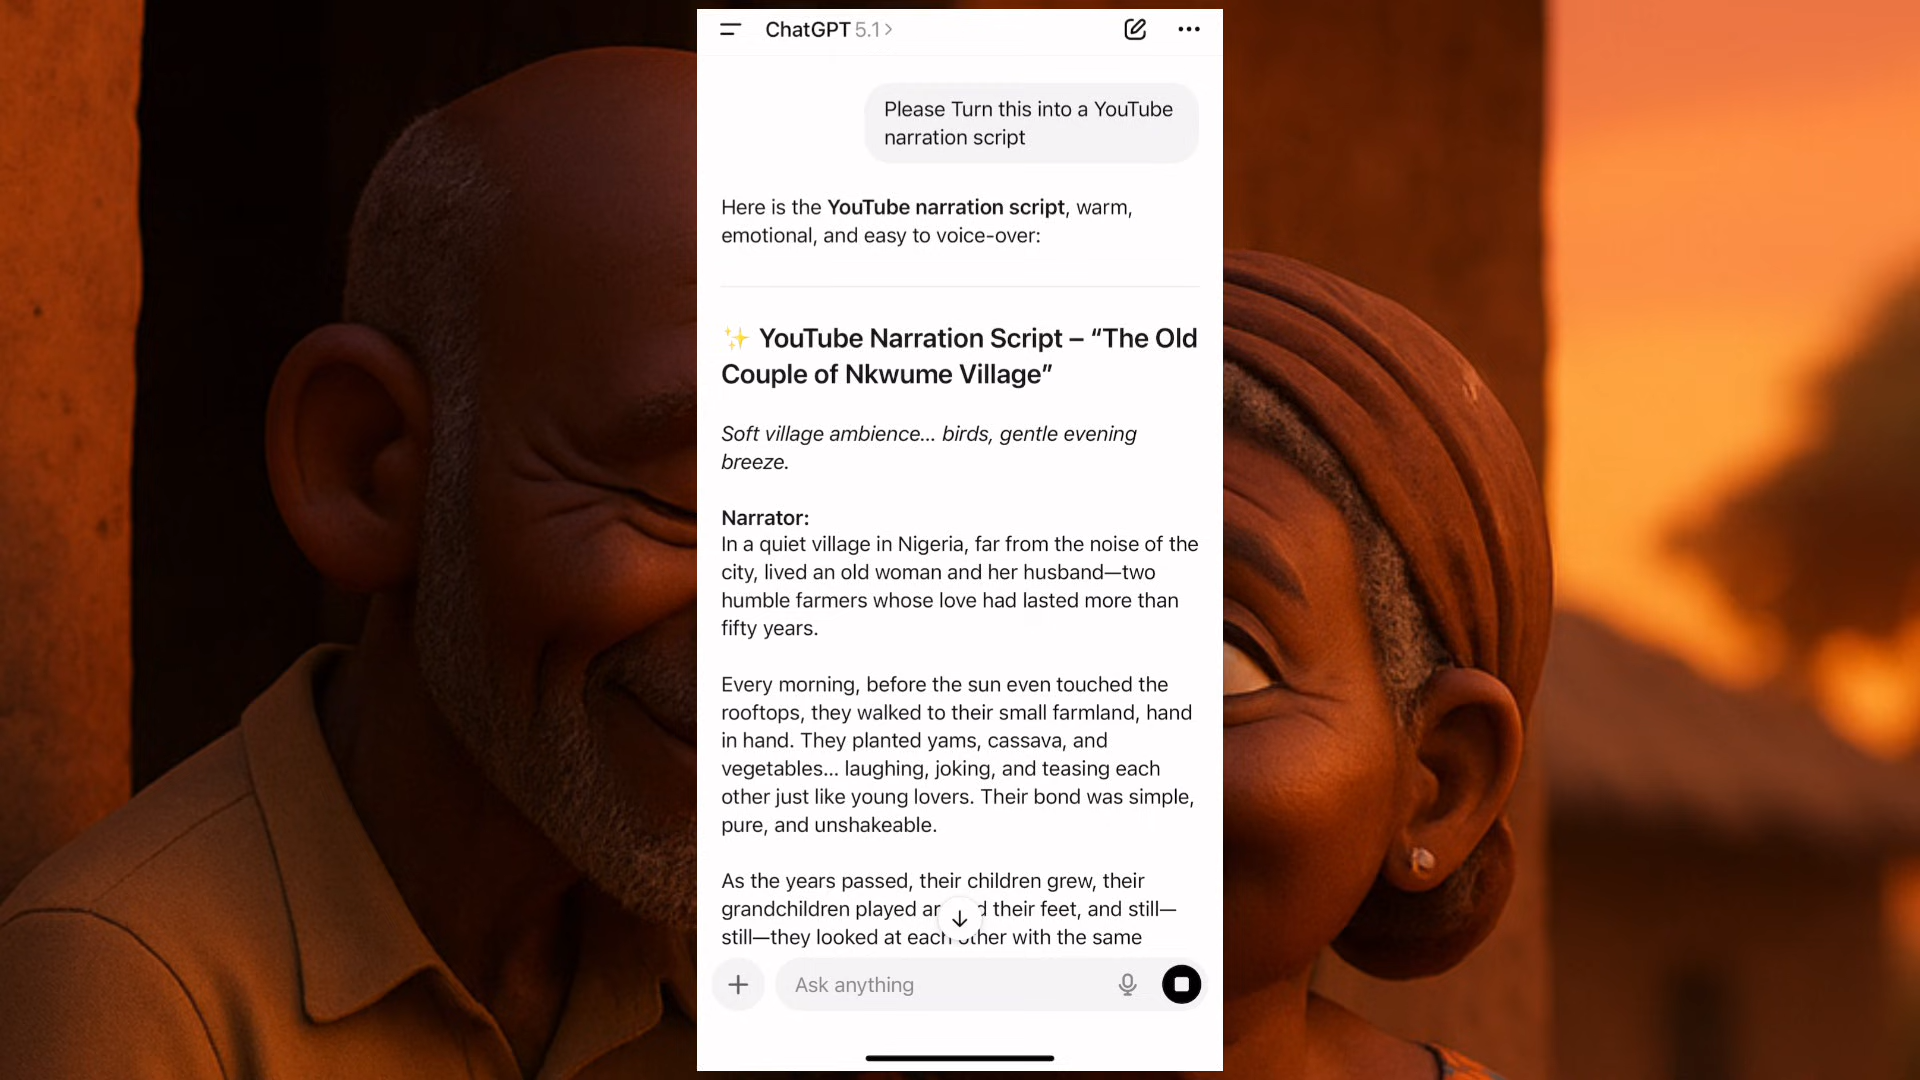 ChatGPT 5.1
Please Turn this into a YouTube
narration script
Here is the YouTube narration script, warm,
emotional, and easy to voice-over:
✨ YouTube Narration Script – “The Old
Couple of Nkwume Village”
Soft village ambience... birds, gentle evening
breeze.
Narrator:
In a quiet village in Nigeria, far from the noise of the
city, lived an old woman and her husband—two
humble farmers whose love had lasted more than
fifty years.
Every morning, before the sun even touched the
rooftops, they walked to their small farmland, hand
in hand. They planted yams, cassava, and
vegetables... laughing, joking, and teasing each
other just like young lovers. Their bond was simple,
pure, and unshakeable.
As the years passed, their children grew, their
grandchildren played around their feet, and still—
still—they looked at each other with the same
Ask anything